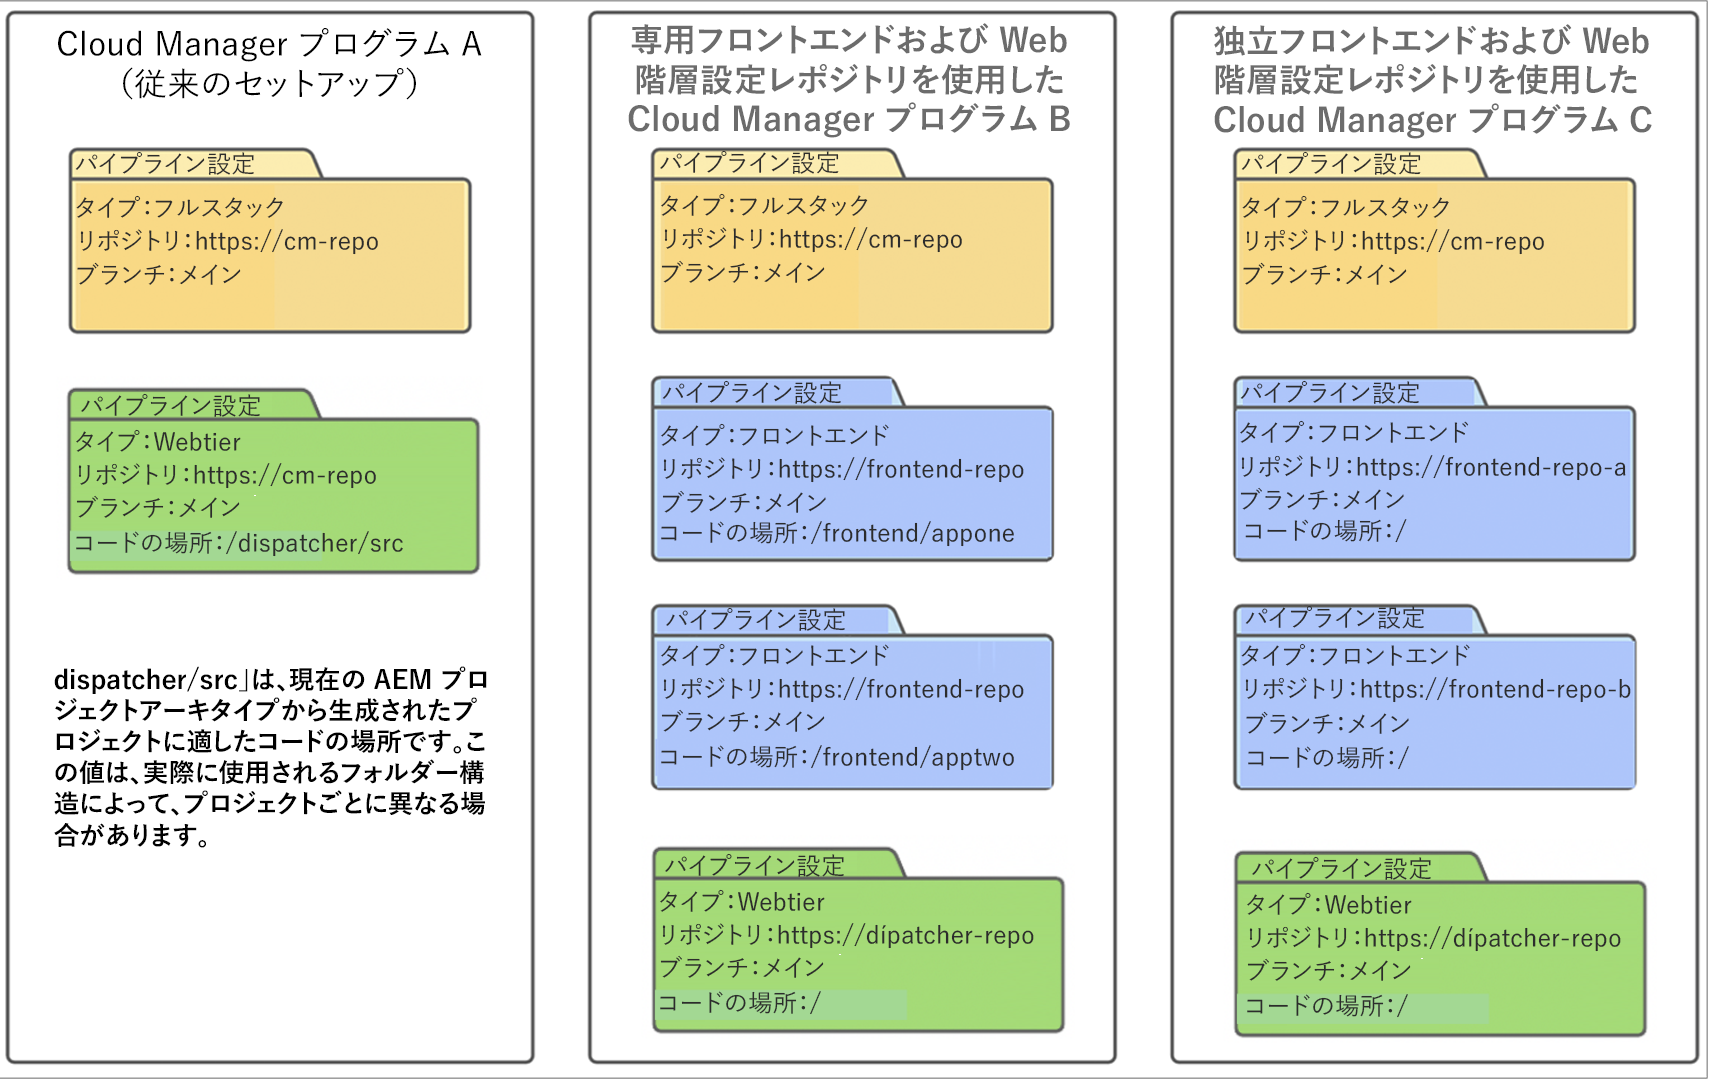 Cloud Manager プログラム A
（従来のセットアップ）
パイプライン設定
タイプ：フルスタック
リポジトリ：https://cm-repo
ブランチ：メイン
パイプライン設定
タイプ：Webtier
リポジトリ：https://cm-repo
ブランチ：メイン
コードの場所：/dispatcher/src
dispatcher/src」は、現在の AEM プロ
ジェクトアーキタイプから生成されたプ
ロジェクトに適したコードの場所です。こ
の値は、実際に使用されるフォルダー構
造によって、プロジェクトごとに異なる場
合があります。
専用フロントエンドおよび Web
階層設定レポジトリを使用した
Cloud Manager プログラム B
パイプライン設定
タイプ：フルスタック
リポジトリ：https://cm-repo
ブランチ：メイン
パイプライン設定
タイプ：フロントエンド
リポジトリ：https://frontend-repo
ブランチ：メイン
コードの場所：/frontend/appone
パイプライン設定
タイプ：フロントエンド
リポジトリ：https://frontend-repo
ブランチ：メイン
コードの場所：/frontend/apptwo
パイプライン設定
タイプ：Webtier
リポジトリ：https://dípatcher-repo
ブランチ：メイン
コードの場所：/
独立フロントエンドおよび Web
階層設定レポジトリを使用した
Cloud Manager プログラム C
パイプライン設定
タイプ：フルスタック
リポジトリ：https://cm-repo
ブランチ：メイン
パイプライン設定
タイプ：フロントエンド
リポジトリ：https://frontend-repo-a
ブランチ：メイン
コードの場所：/
パイプライン設定
タイプ：フロントエンド
リポジトリ：https://frontend-repo-b
ブランチ：メイン
コードの場所：/
パイプライン設定
タイプ：Webtier
リポジトリ：https://dípatcher-repo
ブランチ：メイン
コードの場所：/